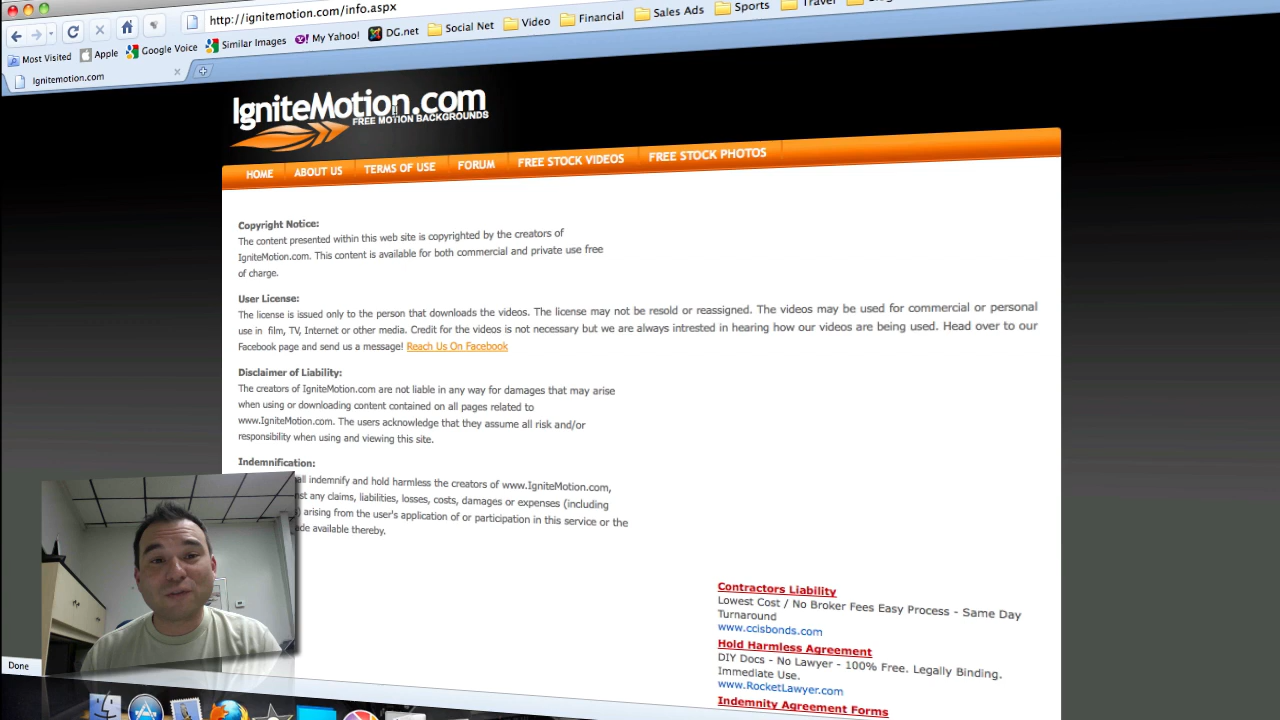 http://ignitemotion.com/info.aspx
Most Visited Apple Google Voice Similar Images My Yahoo! DG.net Social Net Video Financial Sales Ads Sports Travel
Ignitemotion.com
IgniteMotion.com
FREE MOTION BACKGROUNDS
HOME ABOUT US TERMS OF USE FORUM FREE STOCK VIDEOS FREE STOCK PHOTOS
Copyright Notice:
The content presented within this web site is copyrighted by the creators of
IgniteMotion.com. This content is available for both commercial and private use free
of charge.
User License:
The license is issued only to the person that downloads the videos. The license may not be resold or reassigned. The videos may be used for commercial or personal
use in film, TV, Internet or other media. Credit for the videos is not necessary but we are always intrested in hearing how our videos are being used. Head over to our
Facebook page and send us a message! Reach Us On Facebook
Disclaimer of Liability:
The creators of IgniteMotion.com are not liable in any way for damages that may arise
when using or downloading content contained on all pages related to
www.IgniteMotion.com. The users acknowledge that they assume all risk and/or
responsibility when using and viewing this site.
Indemnification:
indemnify and hold harmless the creators of www.IgniteMotion.com,
any claims, liabilities, losses, costs, damages or expenses (including
) arising from the user's application of or participation in this service or the
available thereby.
Contractors Liability
Lowest Cost / No Broker Fees Easy Process - Same Day
Turnaround
www.ccisbonds.com
Hold Harmless Agreement
DIY Docs - No Lawyer - 100% Free. Legally Binding.
Immediate Use.
www.RocketLawyer.com
Indemnity Agreement Forms
Done